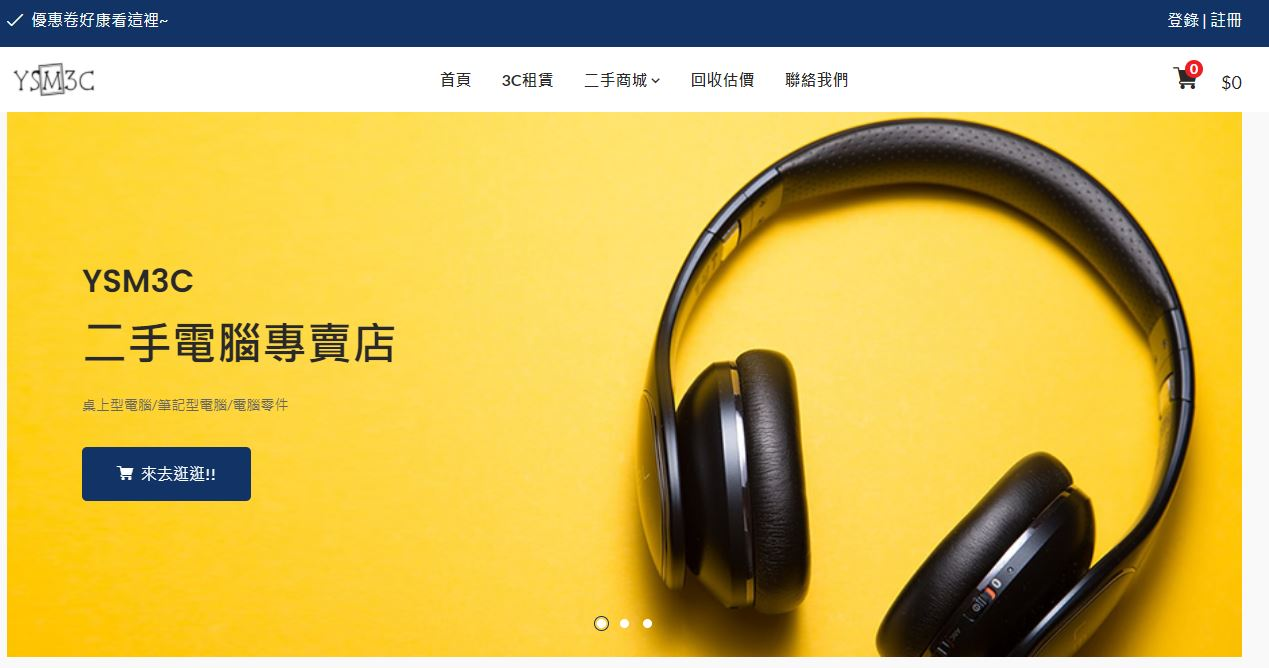 優惠卷好康看這裡~
登錄 | 註冊
YSM3C
首頁 3C租賃 二手商城 回收估價 聯絡我們
0
$0
YSM3C
二手電腦專賣店
桌上型電腦/筆記型電腦/電腦零件
來去逛逛!!